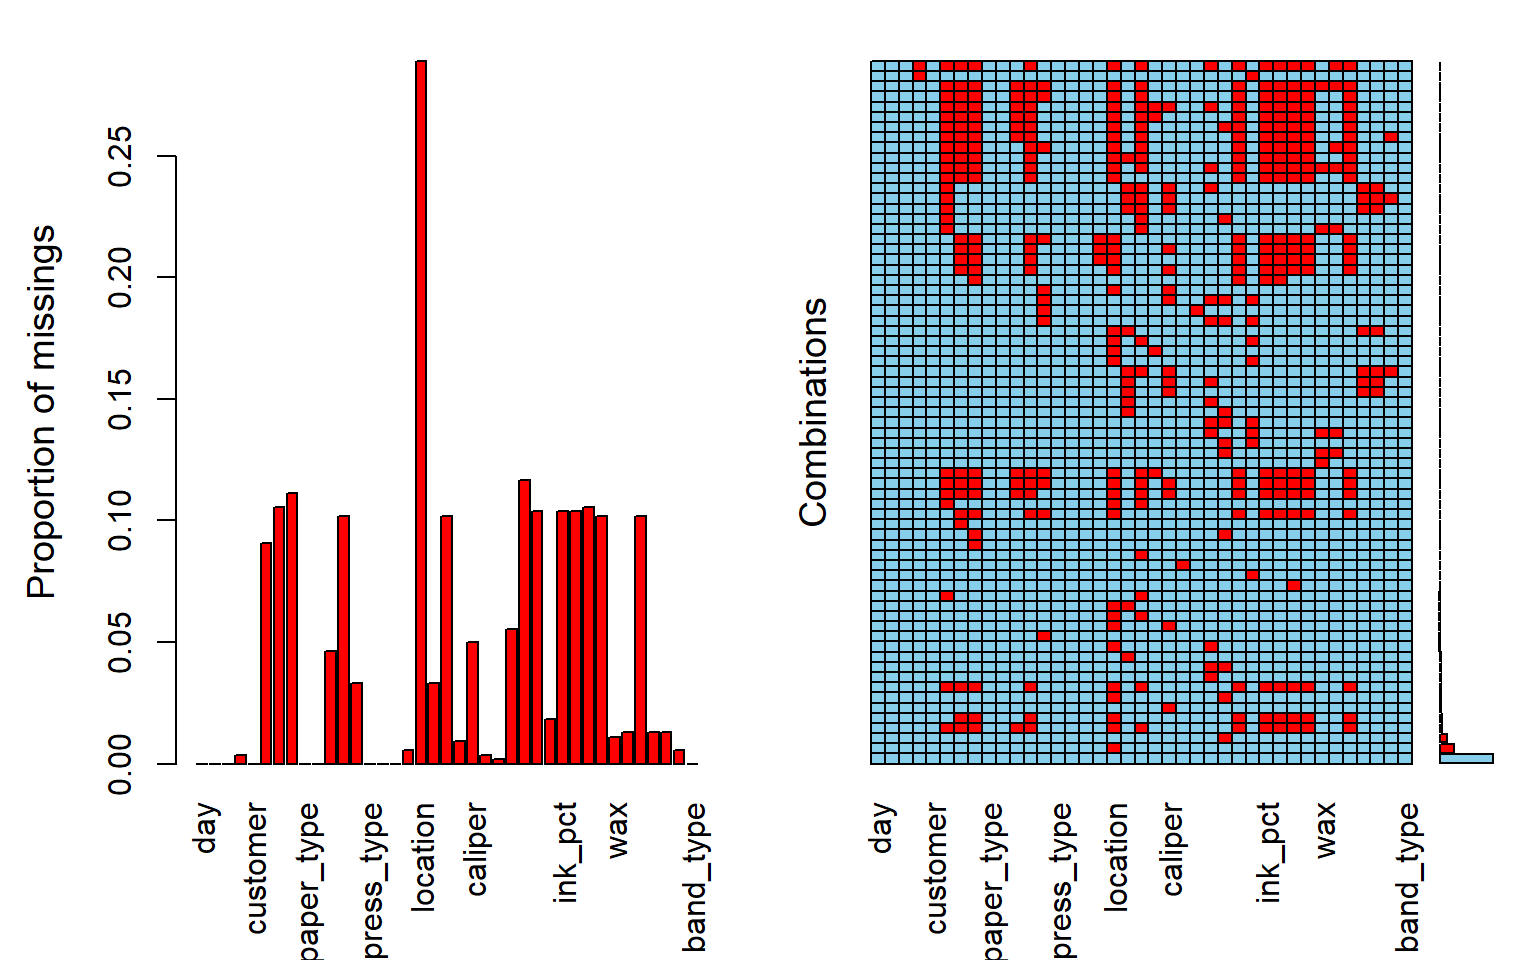 Proportion of missings
0.25
0.20
0.15
0.10
0.05
0.00
day
customer
paper_type
press_type
location
caliper
ink_pct
wax
band_type
Combinations
day
customer
paper_type
press_type
location
caliper
ink_pct
wax
band_type